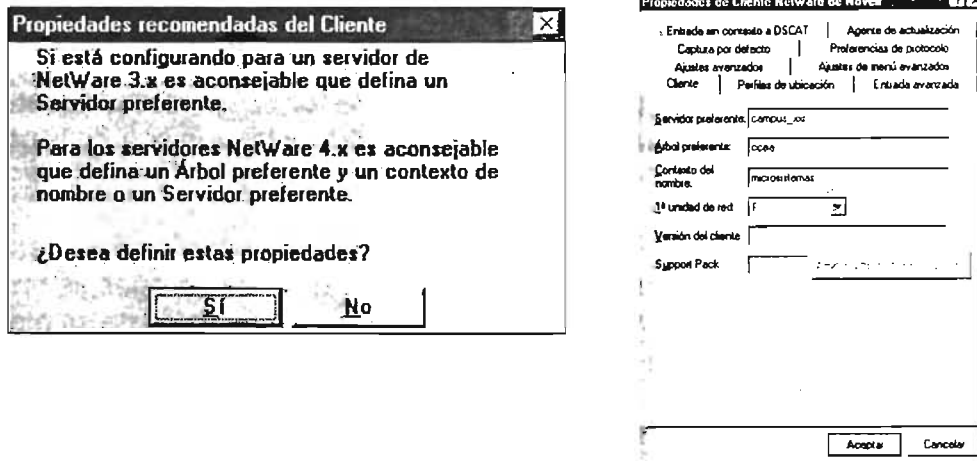 Propiedades recomendadas del Cliente
Si está configurando para un servidor de
NetWare 3.x es aconsejable que defina un
Servidor preferente.
Para los servidores NetWare 4.x es aconsejable
que defina un Árbol preferente y un contexto de
nombre o un Servidor preferente.
¿Desea definir estas propiedades?
Sí
No
Propiedades de Cliente NetWare de Novell
Entrada en contexto a DSCAT
Agente de actualización
Captura por defecto
Preferencias de protocolo
Ajustes avanzados
Ajustes de menú avanzados
Cliente
Perfiles de ubicación
Entrada avanzada
Servidor preferente: campus_xx
Árbol preferente: ccaa
Contexto del
nombre: microsistemas
1ª unidad de red: F
Versión del cliente
Support Pack
Aceptar
Cancelar